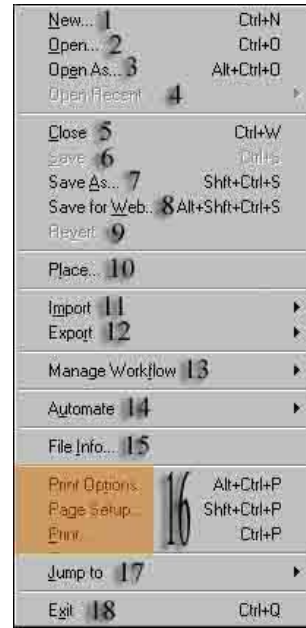 New... 1 Ctrl+N
Open... 2 Ctrl+O
Open As... 3 Alt+Ctrl+O
Open Recent 4
Close 5 Ctrl+W
Save 6 Ctrl+S
Save As... 7 Shft+Ctrl+S
Save for Web.. 8 Alt+Shft+Ctrl+S
Revert 9
Place... 10
Import 11
Export 12
Manage Workflow 13
Automate 14
File Info... 15
Print Options... Alt+Ctrl+P
Page Setup... 16 Shft+Ctrl+P
Print... Ctrl+P
Jump to 17
Exit 18 Ctrl+Q